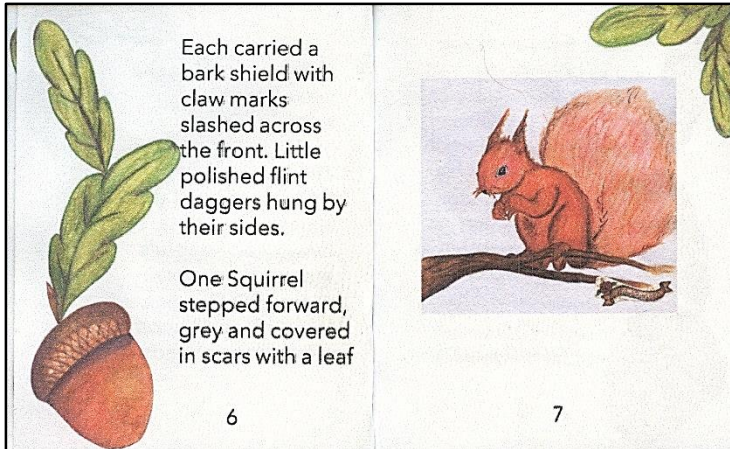 Each carried a
bark shield with
claw marks
slashed across
the front. Little
polished flint
daggers hung by
their sides.
One Squirrel
stepped forward,
grey and covered
in scars with a leaf
6
7